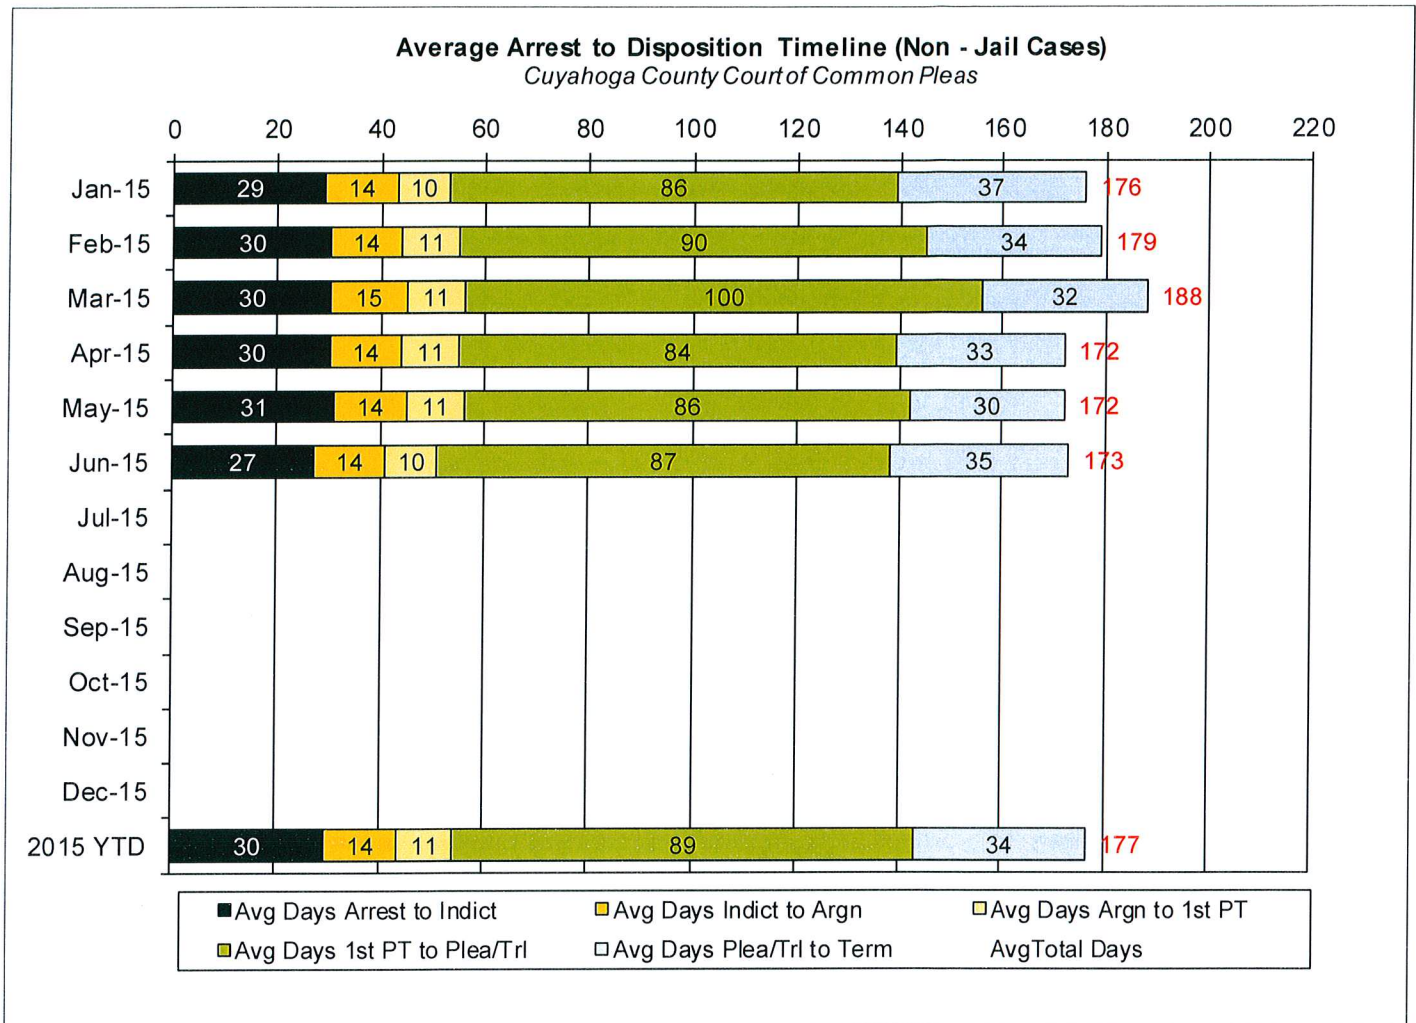 Average Arrest to Disposition Timeline (Non - Jail Cases)
Cuyahoga County Court of Common Pleas
0 20 40 60 80 100 120 140 160 180 200 220
Jan-15 29 14 10 86 37 176
Feb-15 30 14 11 90 34 179
Mar-15 30 15 11 100 32 188
Apr-15 30 14 11 84 33 172
May-15 31 14 11 86 30 172
Jun-15 27 14 10 87 35 173
Jul-15
Aug-15
Sep-15
Oct-15
Nov-15
Dec-15
2015 YTD 30 14 11 89 34 177
Avg Days Arrest to Indict Avg Days Indict to Argn Avg Days Argn to 1st PT
Avg Days 1st PT to Plea/Trl Avg Days Plea/Trl to Term AvgTotal Days